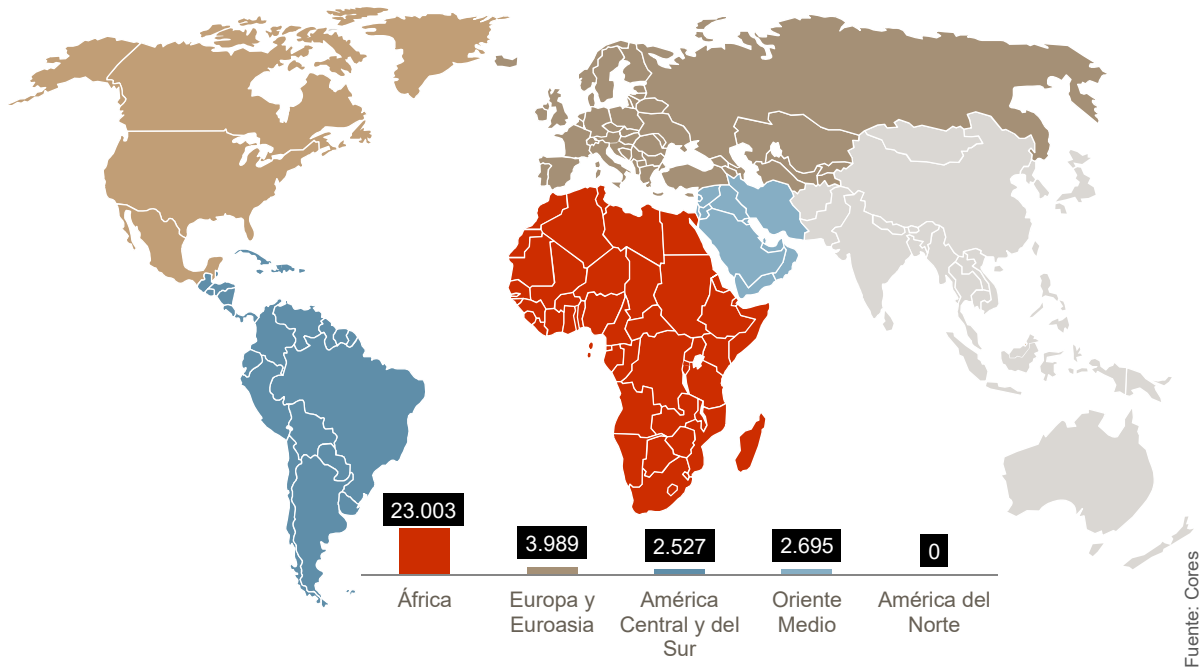 23.003
3.989
2.527
2.695
0
África
Europa y
Euroasia
América
Central y del
Sur
Oriente
Medio
América del
Norte
Fuente: Cores